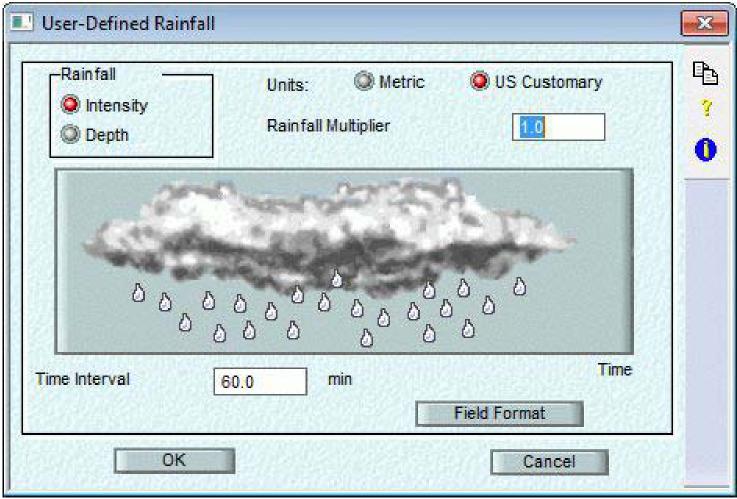 User-Defined Rainfall
Rainfall
Intensity
Depth
Units:
Metric
US Customary
Rainfall Multiplier
1.0
?
i
Time Interval
60.0
min
Time
Field Format
OK
Cancel